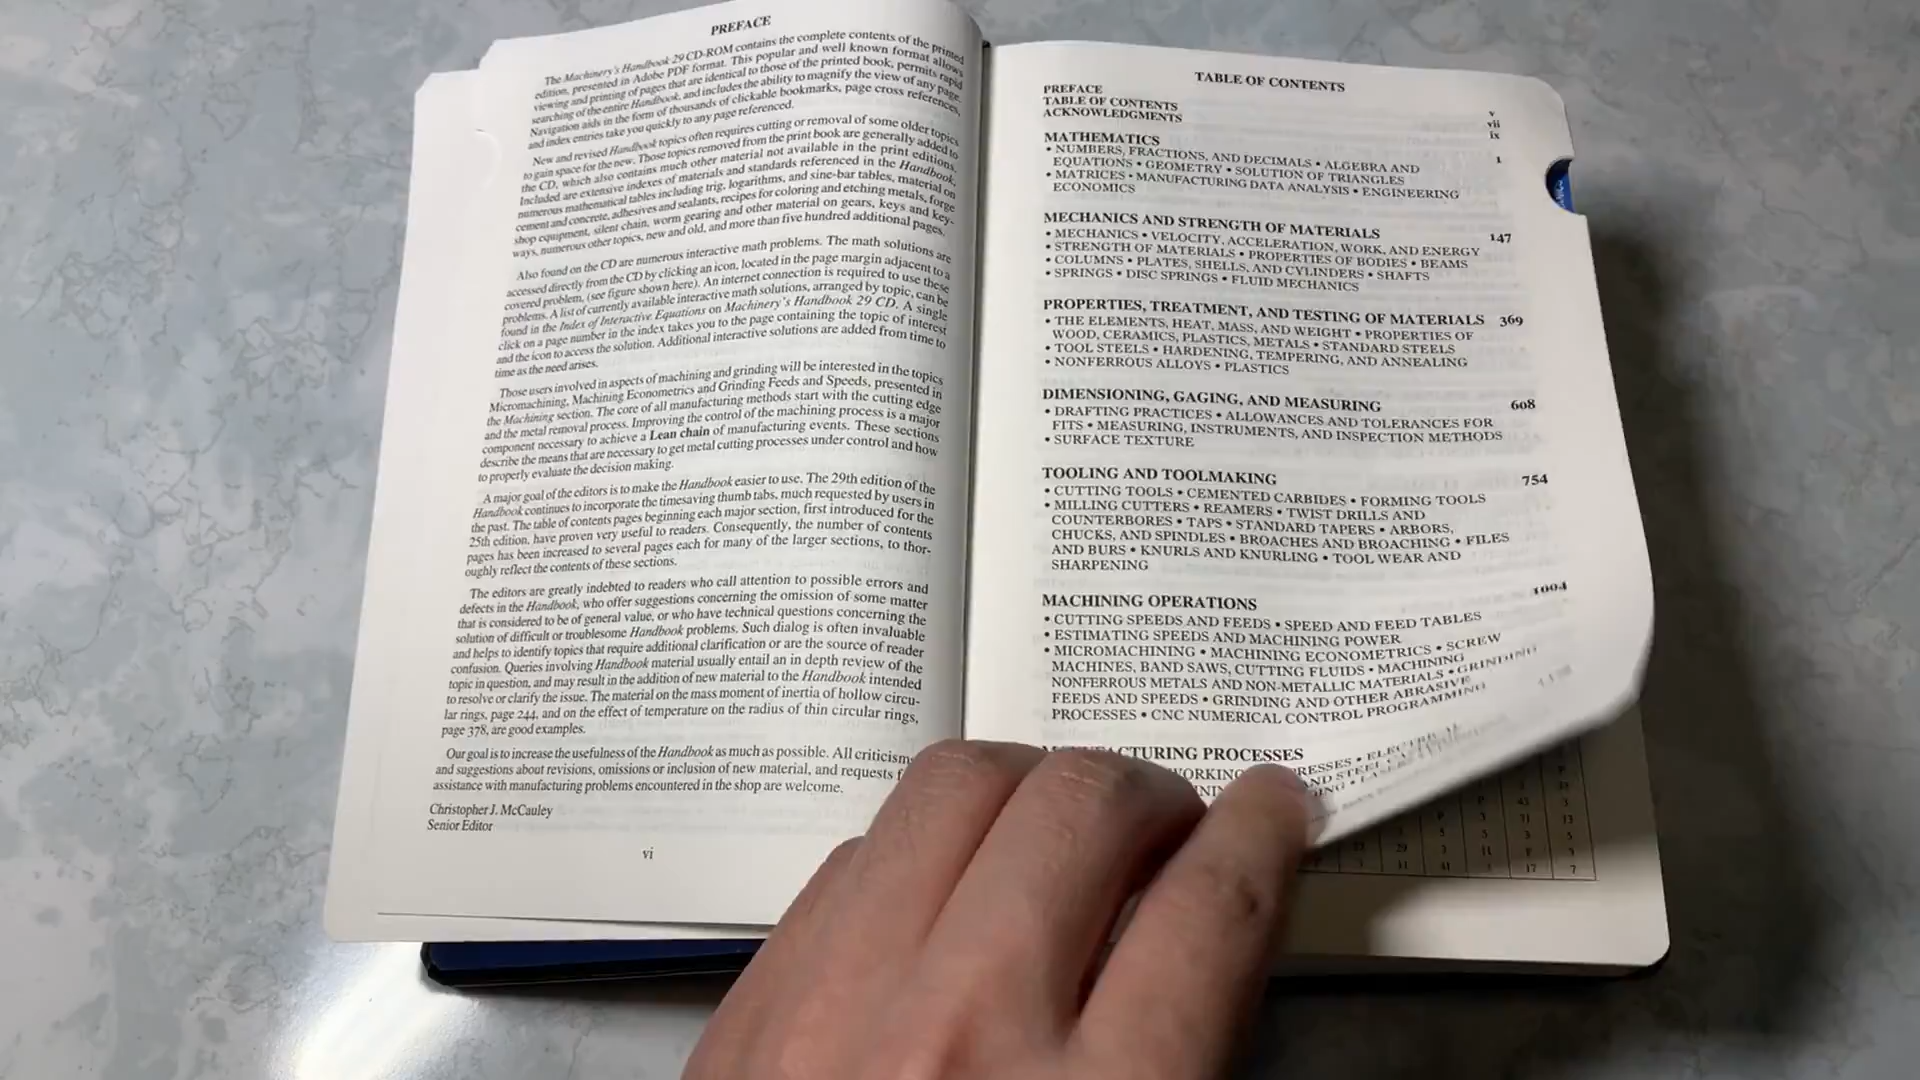 PREFACE
The Machinery's Handbook 29 CD-ROM contains the complete contents of the printed
edition, presented in Adobe PDF format. This popular and well known format allows
viewing and printing of pages that are identical to those of the printed book, permits rapid
searching of the entire Handbook, and includes the ability to magnify the view of any page.
Navigation aids in the form of thousands of clickable bookmarks, page cross references,
and index entries take you quickly to any page referenced.
New and revised Handbook topics often requires cutting or removal of some older topics
to gain space for the new. Those topics removed from the print book are generally added to
the CD, which also contains much other material not available in the print editions.
Included are extensive indexes of materials and standards referenced in the Handbook,
numerous mathematical tables including trig, logarithms, and sine-bar tables, material on
cement and concrete, adhesives and sealants, recipes for coloring and etching metals, forge
shop equipment, silent chain, worm gearing and other material on gears, keys and key-
ways, numerous other topics, new and old, and more than five hundred additional pages.
Also found on the CD are numerous interactive math problems. The math solutions are
accessed directly from the CD by clicking an icon, located in the page margin adjacent to a
covered problem, (see figure shown here). An internet connection is required to use these
problems. A list of currently available interactive math solutions, arranged by topic, can be
found in the Index of Interactive Equations on Machinery's Handbook 29 CD. A single
click on a page number in the index takes you to the page containing the topic of interest
and the icon to access the solution. Additional interactive solutions are added from time to
time as the need arises.
Those users involved in aspects of machining and grinding will be interested in the topics
Micromachining, Machining Econometrics and Grinding Feeds and Speeds, presented in
the Machining section. The core of all manufacturing methods start with the cutting edge
and the metal removal process. Improving the control of the machining process is a major
component necessary to achieve a Lean chain of manufacturing events. These sections
describe the means that are necessary to get metal cutting processes under control and how
to properly evaluate the decision making.
A major goal of the editors is to make the Handbook easier to use. The 29th edition of the
Handbook continues to incorporate the timesaving thumb tabs, much requested by users in
the past. The table of contents pages beginning each major section, first introduced for the
25th edition, have proven very useful to readers. Consequently, the number of contents
pages has been increased to several pages each for many of the larger sections, to thor-
oughly reflect the contents of these sections.
The editors are greatly indebted to readers who call attention to possible errors and
defects in the Handbook, who offer suggestions concerning the omission of some matter
that is considered to be of general value, or who have technical questions concerning the
solution of difficult or troublesome Handbook problems. Such dialog is often invaluable
and helps to identify topics that require additional clarification or are the source of reader
confusion. Queries involving Handbook material usually entail an in depth review of the
topic in question, and may result in the addition of new material to the Handbook intended
to resolve or clarify the issue. The material on the mass moment of inertia of hollow circu-
lar rings, page 244, and on the effect of temperature on the radius of thin circular rings,
page 378, are good examples.
Our goal is to increase the usefulness of the Handbook as much as possible. All criticisms
and suggestions about revisions, omissions or inclusion of new material, and requests
assistance with manufacturing problems encountered in the shop are welcome.
Christopher J. McCauley
Senior Editor
vi
TABLE OF CONTENTS
PREFACE v
TABLE OF CONTENTS vii
ACKNOWLEDGMENTS ix
MATHEMATICS 1
• NUMBERS, FRACTIONS, AND DECIMALS • ALGEBRA AND
EQUATIONS • GEOMETRY • SOLUTION OF TRIANGLES
• MATRICES • MANUFACTURING DATA ANALYSIS • ENGINEERING
ECONOMICS
MECHANICS AND STRENGTH OF MATERIALS 147
• MECHANICS • VELOCITY, ACCELERATION, WORK, AND ENERGY
• STRENGTH OF MATERIALS • PROPERTIES OF BODIES • BEAMS
• COLUMNS • PLATES, SHELLS, AND CYLINDERS • SHAFTS
• SPRINGS • DISC SPRINGS • FLUID MECHANICS
PROPERTIES, TREATMENT, AND TESTING OF MATERIALS 369
• THE ELEMENTS, HEAT, MASS, AND WEIGHT • PROPERTIES OF
WOOD, CERAMICS, PLASTICS, METALS • STANDARD STEELS
• TOOL STEELS • HARDENING, TEMPERING, AND ANNEALING
• NONFERROUS ALLOYS • PLASTICS
DIMENSIONING, GAGING, AND MEASURING 608
• DRAFTING PRACTICES • ALLOWANCES AND TOLERANCES FOR
FITS • MEASURING, INSTRUMENTS, AND INSPECTION METHODS
• SURFACE TEXTURE
TOOLING AND TOOLMAKING 754
• CUTTING TOOLS • CEMENTED CARBIDES • FORMING TOOLS
• MILLING CUTTERS • REAMERS • TWIST DRILLS AND
COUNTERBORES • TAPS • STANDARD TAPERS • ARBORS,
CHUCKS, AND SPINDLES • BROACHES AND BROACHING • FILES
AND BURS • KNURLS AND KNURLING • TOOL WEAR AND
SHARPENING
MACHINING OPERATIONS 1004
• CUTTING SPEEDS AND FEEDS • SPEED AND FEED TABLES
• ESTIMATING SPEEDS AND MACHINING POWER
• MICROMACHINING • MACHINING ECONOMETRICS • SCREW
MACHINES, BAND SAWS, CUTTING FLUIDS • MACHINING
NONFERROUS METALS AND NON-METALLIC MATERIALS • GRINDING
FEEDS AND SPEEDS • GRINDING AND OTHER ABRASIVE
PROCESSES • CNC NUMERICAL CONTROL PROGRAMMING
MANUFACTURING PROCESSES
PRESSES • ELECTRICAL
AND STEEL